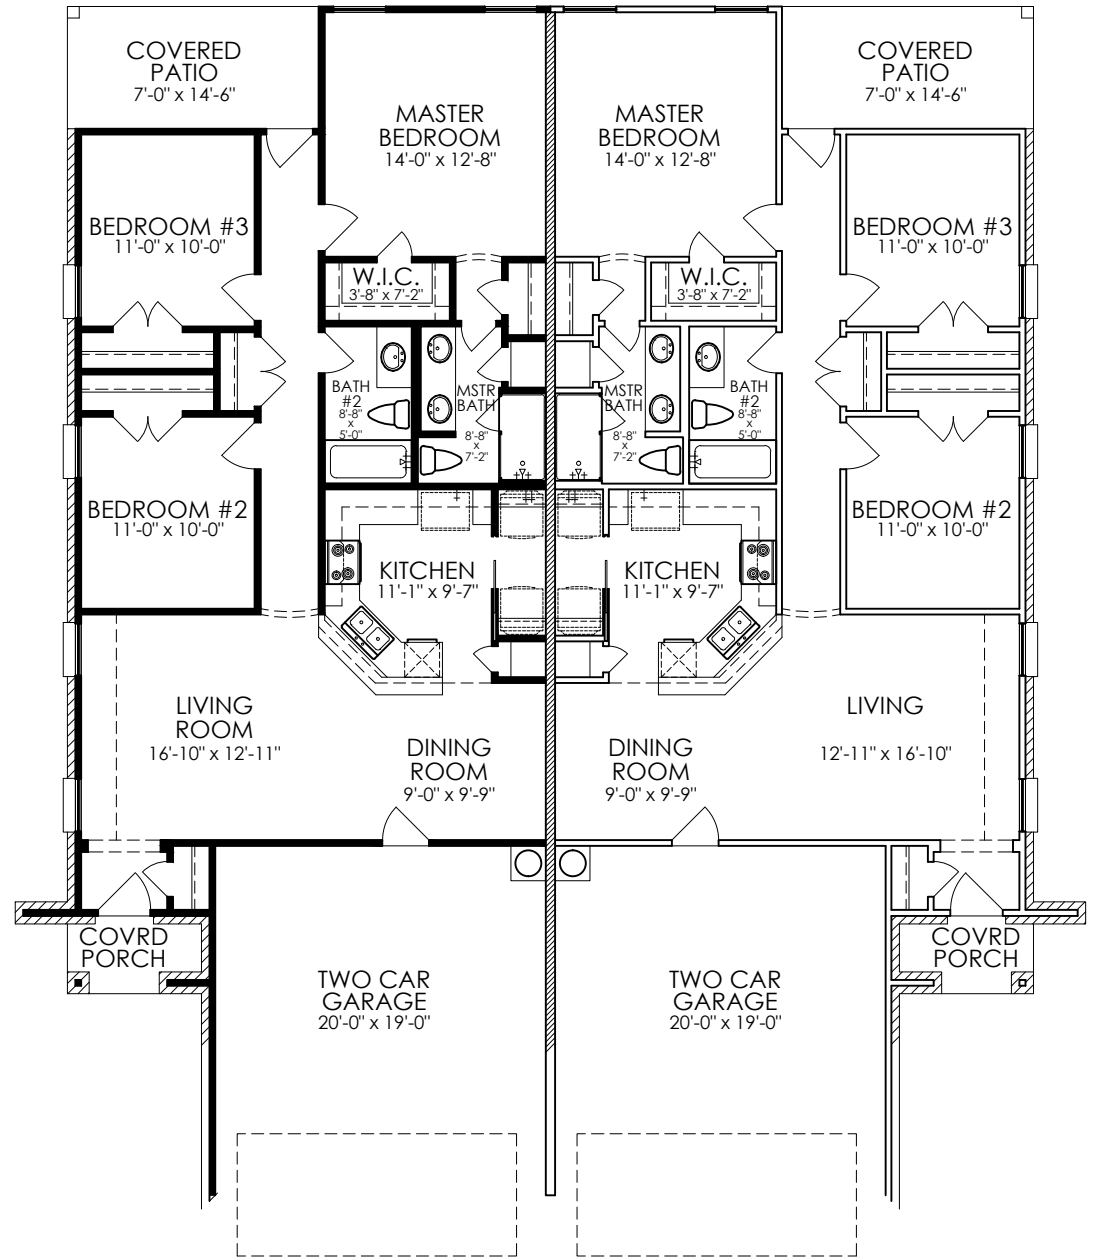 COVERED
PATIO
7'-0" x 14'-6"
COVERED
PATIO
7'-0" x 14'-6"
MASTER
BEDROOM
14'-0" x 12'-8"
MASTER
BEDROOM
14'-0" x 12'-8"
BEDROOM #3
11'-0" x 10'-0"
BEDROOM #3
11'-0" x 10'-0"
W.I.C.
3'-8" x 7'-2"
W.I.C.
3'-8" x 7'-2"
BATH
#2
8'-8"
x
5'-0"
MSTR
BATH
8'-8"
x
7'-2"
MSTR
BATH
8'-8"
x
7'-2"
BATH
#2
8'-8"
x
5'-0"
BEDROOM #2
11'-0" x 10'-0"
BEDROOM #2
11'-0" x 10'-0"
KITCHEN
11'-1" x 9'-7"
KITCHEN
11'-1" x 9'-7"
LIVING
ROOM
16'-10" x 12'-11"
DINING
ROOM
9'-0" x 9'-9"
DINING
ROOM
9'-0" x 9'-9"
LIVING
12'-11" x 16'-10"
COVRD
PORCH
COVRD
PORCH
TWO CAR
GARAGE
20'-0" x 19'-0"
TWO CAR
GARAGE
20'-0" x 19'-0"